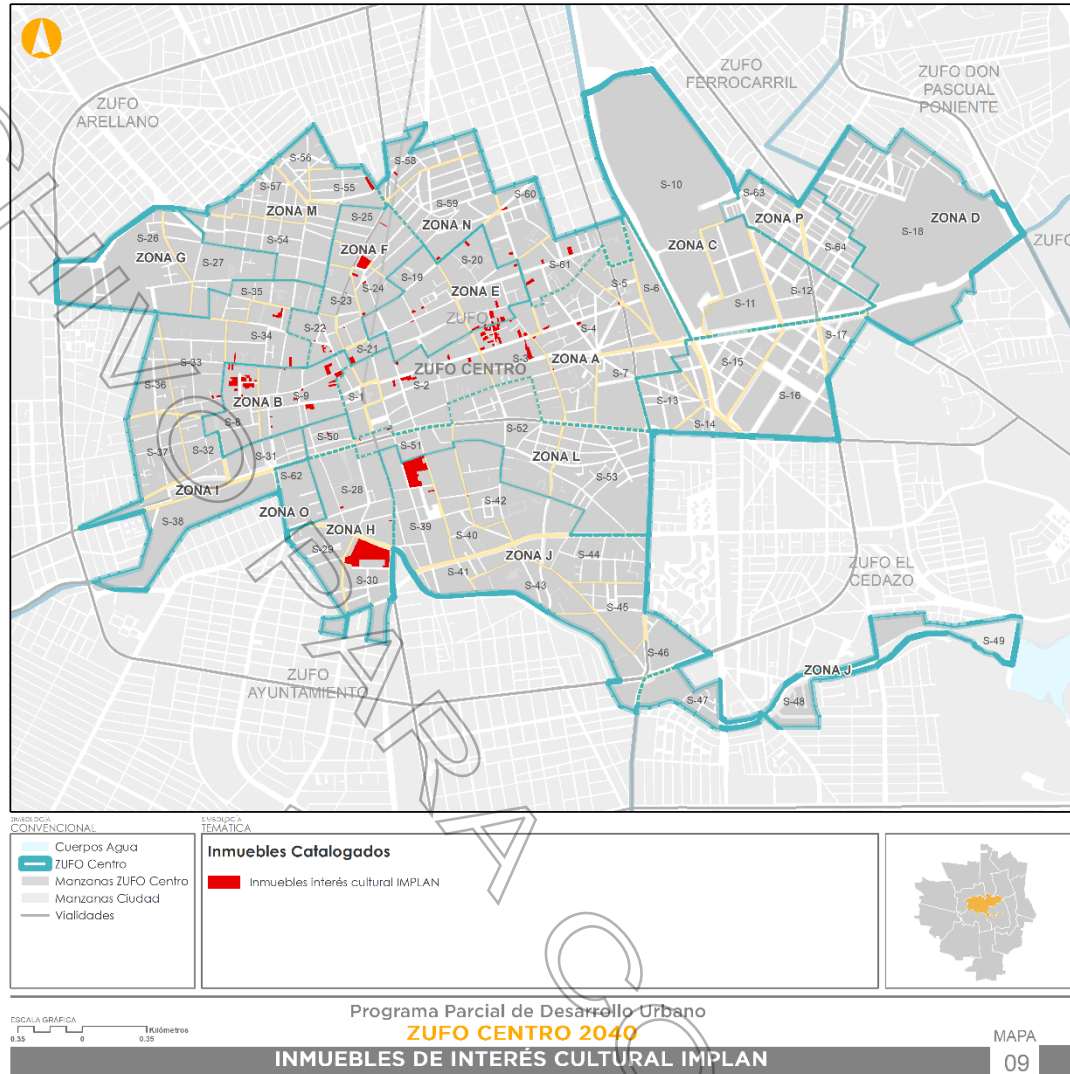 ZUFO
FERROCARRIL
ZUFO DON
PASCUAL
PONIENTE
ZUFO
ARELLANO
S-56
S-58
S-57
S-55
S-10
S-63
S-59
S-60
ZONA M
S-25
ZONA N
ZONA P
ZONA D
S-26
S-54
S-18
ZONA G
ZONA F
ZONA C
S-64
ZUFO
S-27
S-20
S-61
S-19
S-5
S-6
S-12
S-35
S-23
S-24
ZONA E
S-11
ZUFO
S-22
S-4
S-34
S-17
S-21
S-33
S-3
ZONA A
S-15
ZUFO CENTRO
S-7
S-36
S-2
S-9
S-1
S-16
ZONA B
S-13
S-8
S-14
S-50
S-52
S-51
S-37
S-32
S-31
ZONA L
S-62
S-53
ZONA I
S-28
S-42
ZONA O
S-38
ZONA H
S-39
S-40
S-29
ZONA J
S-44
ZUFO EL
CEDAZO
S-30
S-41
S-43
S-45
S-49
S-46
ZUFO
AYUNTAMIENTO
ZONA J
S-47
S-48
SIMBOLOGÍA
CONVENCIONAL
Cuerpos Agua
ZUFO Centro
Manzanas ZUFO Centro
Manzanas Ciudad
Vialidades
SIMBOLOGÍA
TEMÁTICA
Inmuebles Catalogados
Inmuebles interés cultural IMPLAN
ESCALA GRÁFICA
Kilómetros
0.35 0 0.35
Programa Parcial de Desarrollo Urbano
ZUFO CENTRO 2040
INMUEBLES DE INTERÉS CULTURAL IMPLAN
MAPA
09